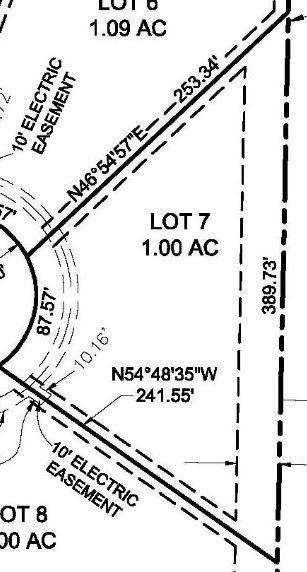 LOT 6
1.09 AC
253.34'
10' ELECTRIC
EASEMENT
N46°54'57"E
LOT 7
1.00 AC
389.73'
87.57'
10.16'
N54°48'35"W
241.55'
10' ELECTRIC
EASEMENT
OT 8
00 AC